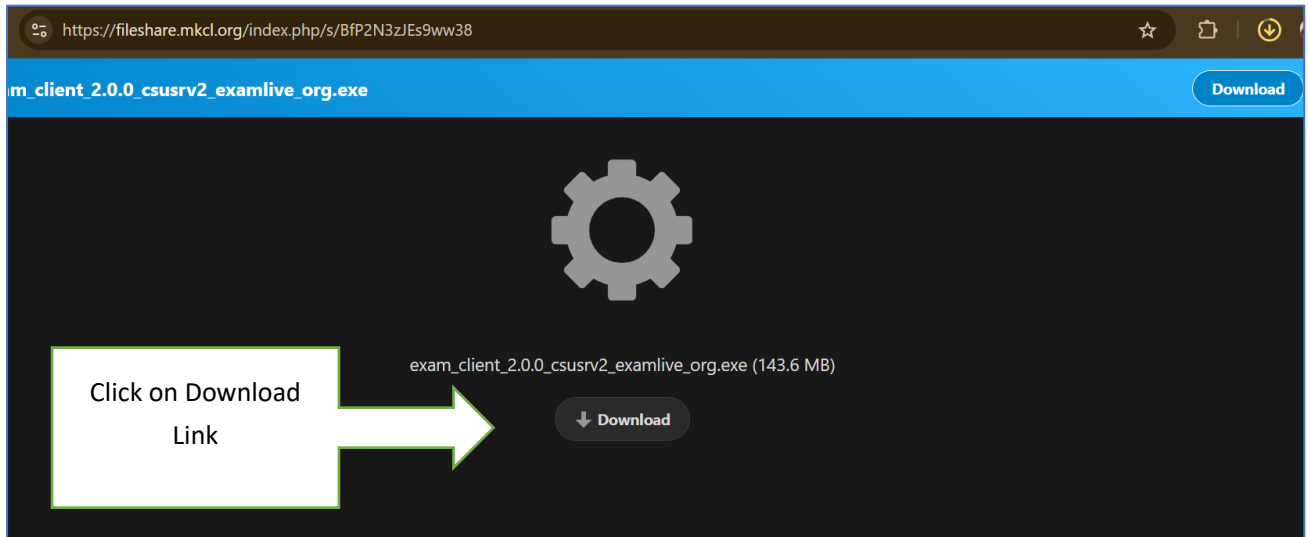 https://fileshare.mkcl.org/index.php/s/BfP2N3zJEs9ww38
m_client_2.0.0_csusrv2_examlive_org.exe
Download
exam_client_2.0.0_csusrv2_examlive_org.exe (143.6 MB)
Click on Download
Link
Download